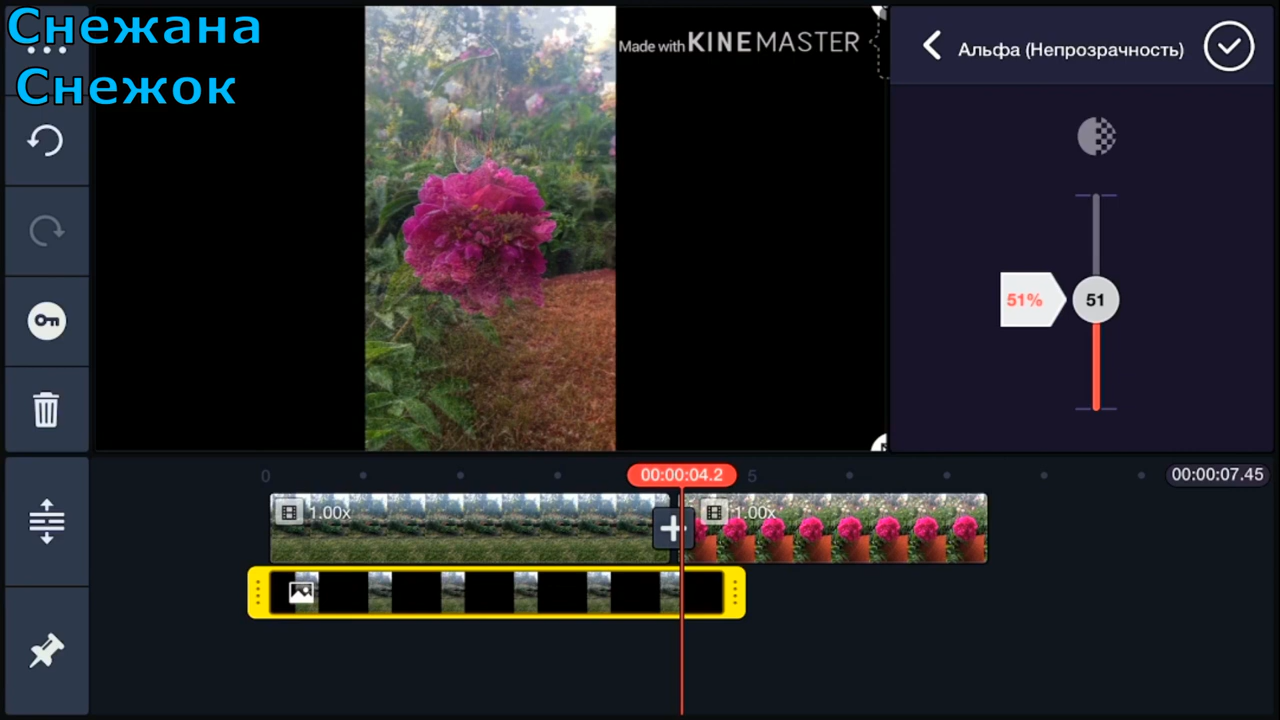 Снежана
Снежок
Made with KINEMASTER
Альфа (Непрозрачность)
51%
51
0
00:00:04.2
5
00:00:07.45
1.00x
1.00x